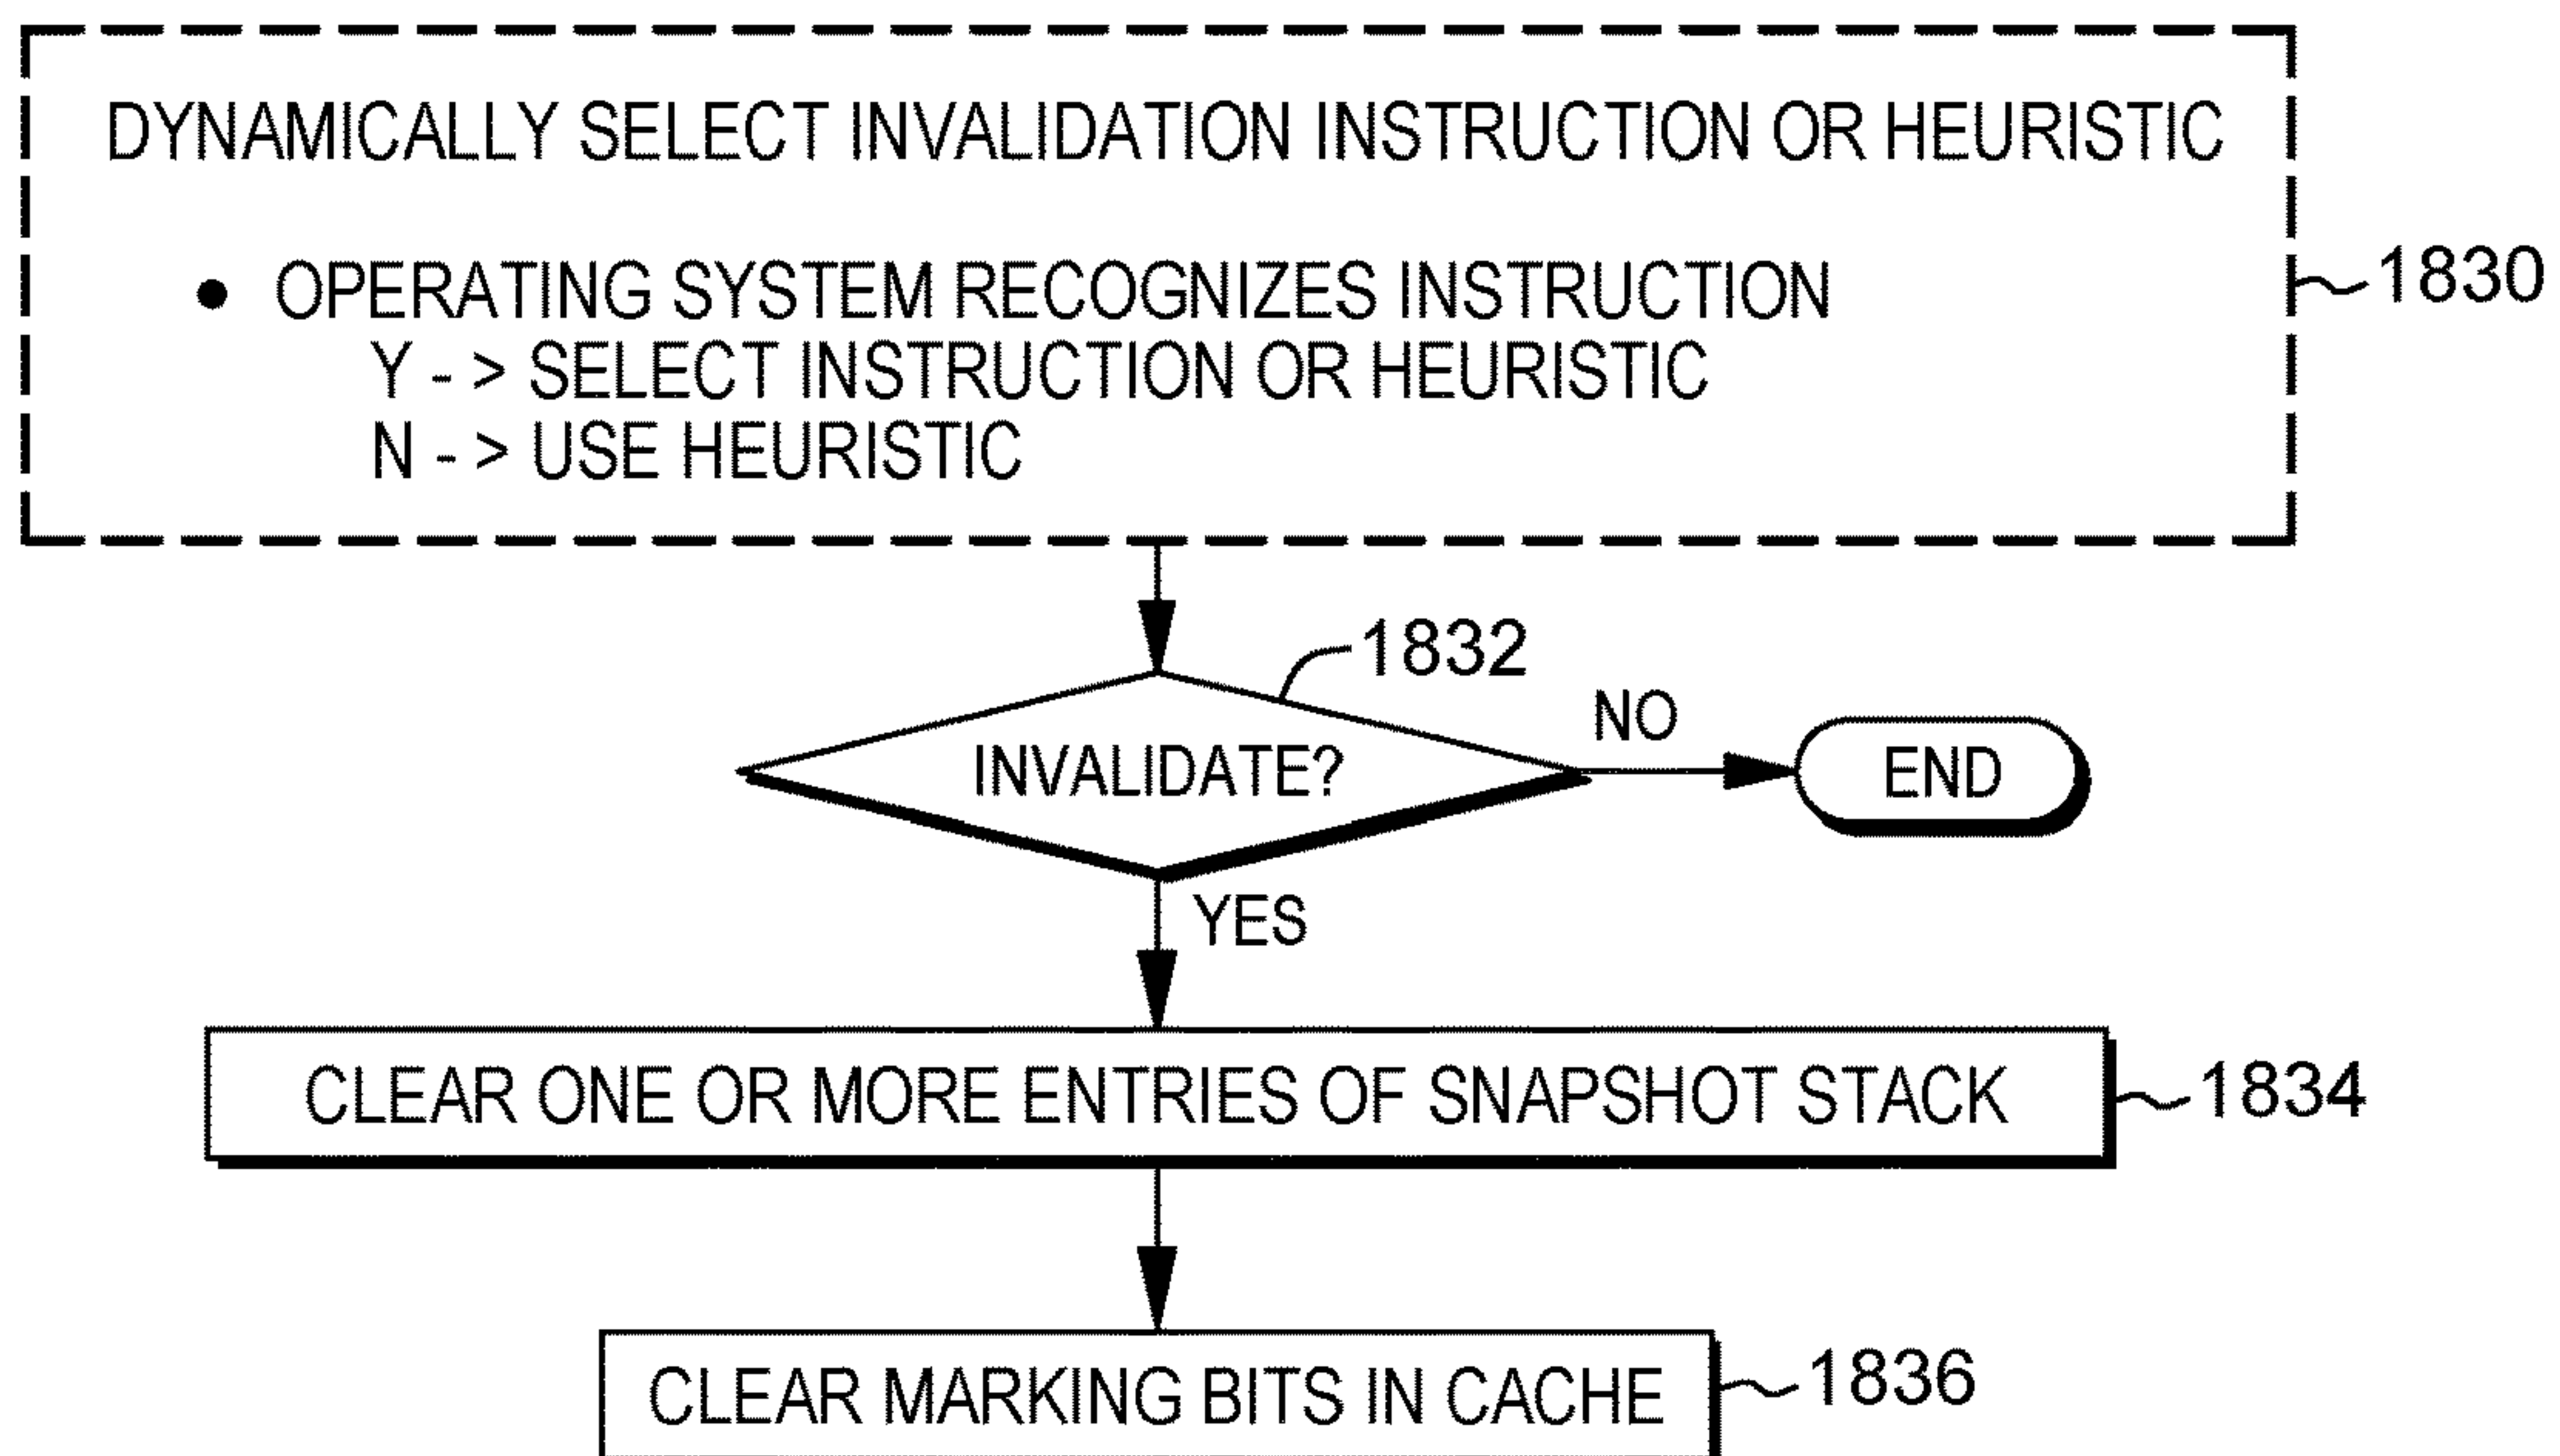 DYNAMICALLY SELECT INVALIDATION INSTRUCTION OR HEURISTIC
• OPERATING SYSTEM RECOGNIZES INSTRUCTION
1830
Y - > SELECT INSTRUCTION OR HEURISTIC
N - > USE HEURISTIC
1832
NO
INVALIDATE?
END
YES
CLEAR ONE OR MORE ENTRIES OF SNAPSHOT STACK
1834
CLEAR MARKING BITS IN CACHE
1836